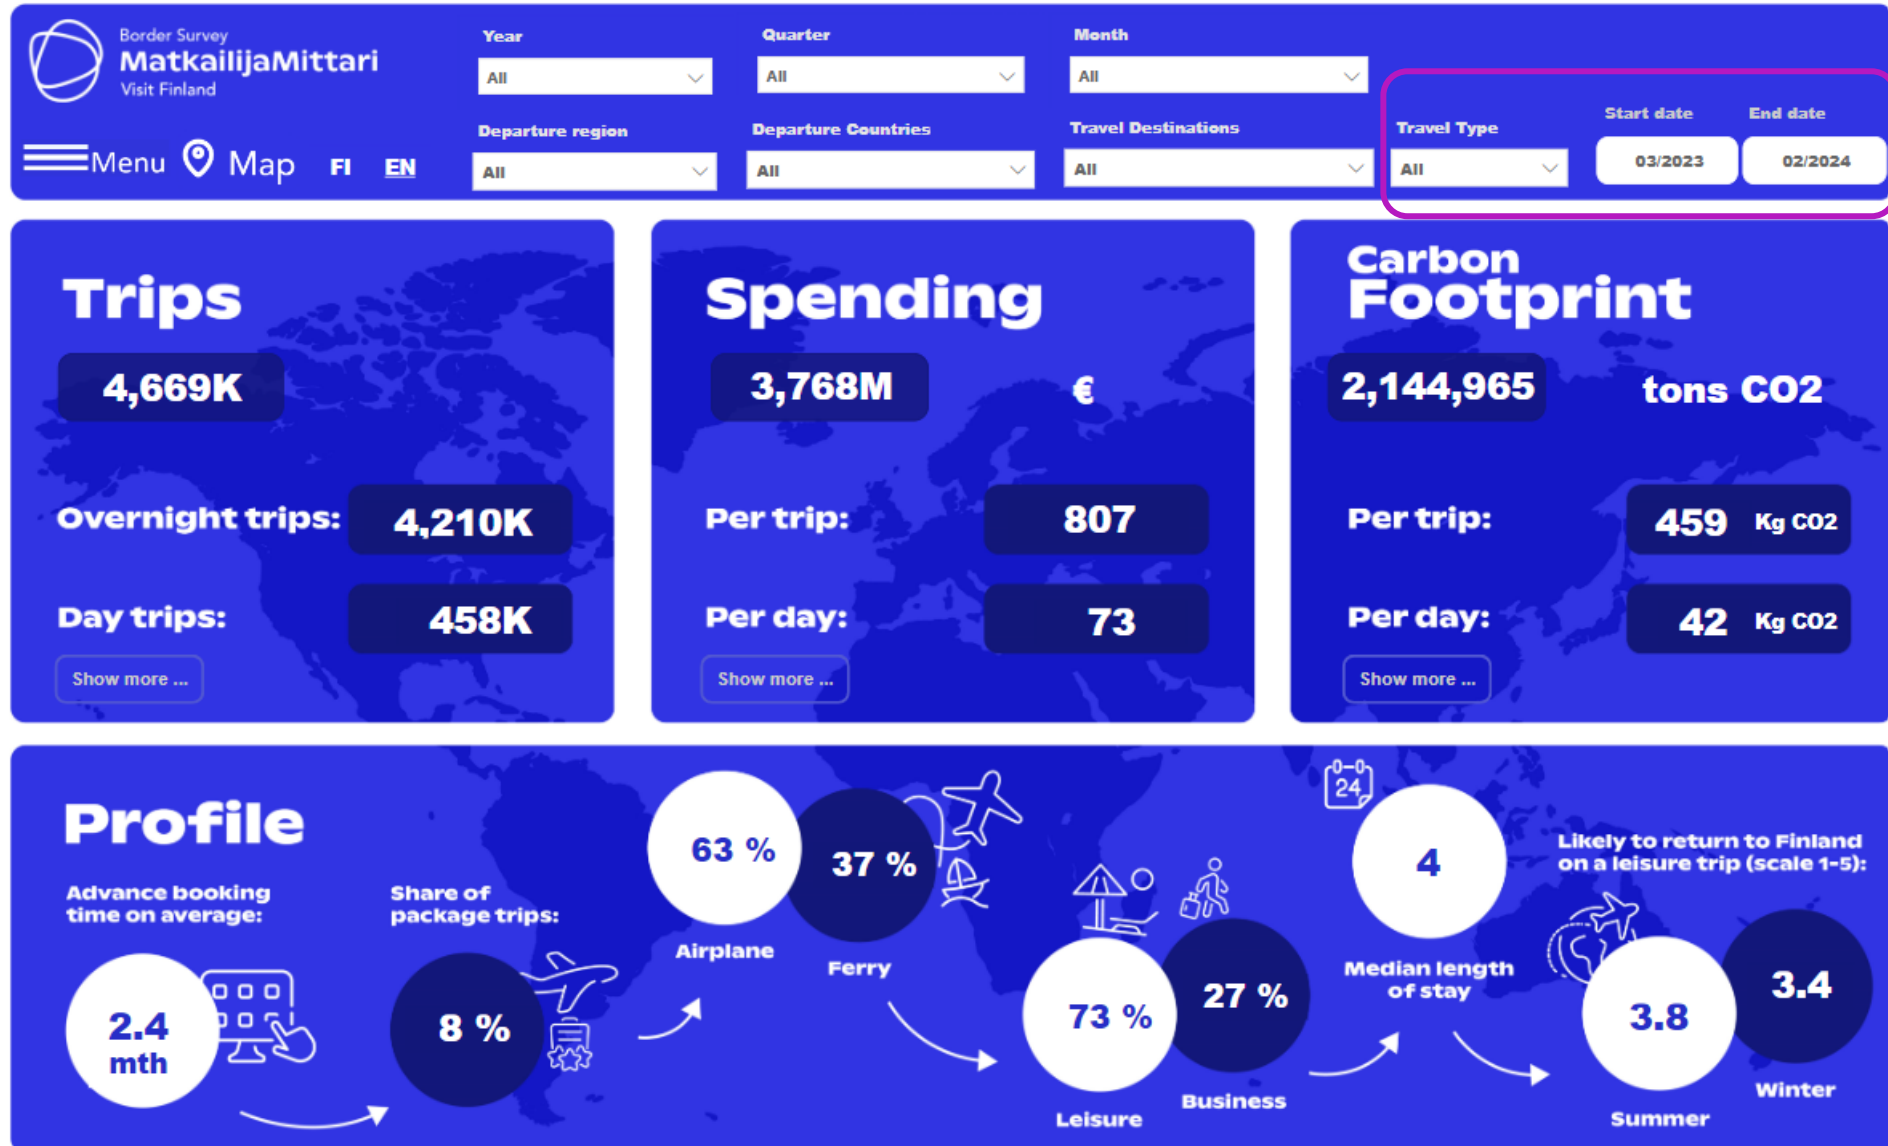 Border Survey
MatkailijaMittari
Visit Finland
Menu
Map
FI
EN
Year
All
Quarter
All
Month
All
Departure region
All
Departure Countries
All
Travel Destinations
All
Travel Type
All
Start date
03/2023
End date
02/2024
Trips
4,669K
Overnight trips: 4,210K
Day trips: 458K
Show more ...
Spending
3,768M €
Per trip: 807
Per day: 73
Show more ...
Carbon
Footprint
2,144,965 tons CO2
Per trip: 459 Kg CO2
Per day: 42 Kg CO2
Show more ...
Profile
Advance booking
time on average:
2.4
mth
Share of
package trips:
8 %
63 %
Airplane
37 %
Ferry
73 %
Leisure
27 %
Business
24
4
Median length
of stay
Likely to return to Finland
on a leisure trip (scale 1-5):
3.8
Summer
3.4
Winter